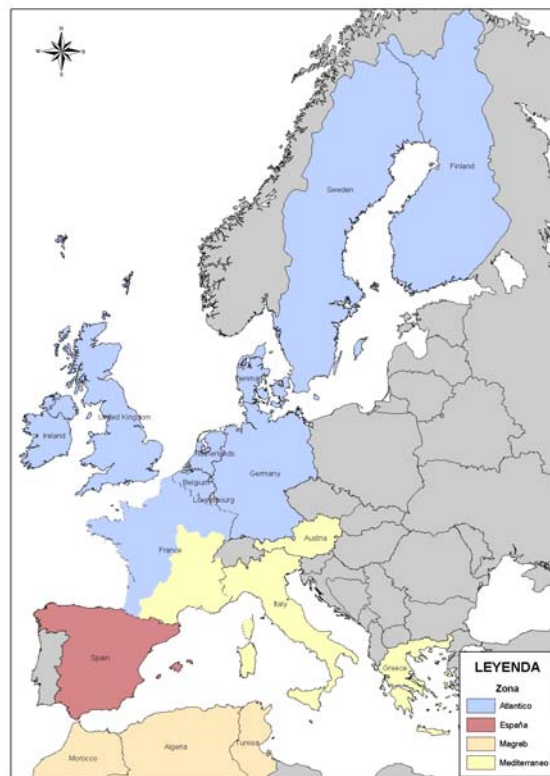 N
Sweden
Finland
Denmark
United Kingdom
Ireland
Netherlands
Germany
Belgium
Luxembourg
Austria
France
Italy
Spain
Greece
Morocco
Algeria
Tunisia
LEYENDA
Zona
Atlantico
España
Magreb
Mediterraneo